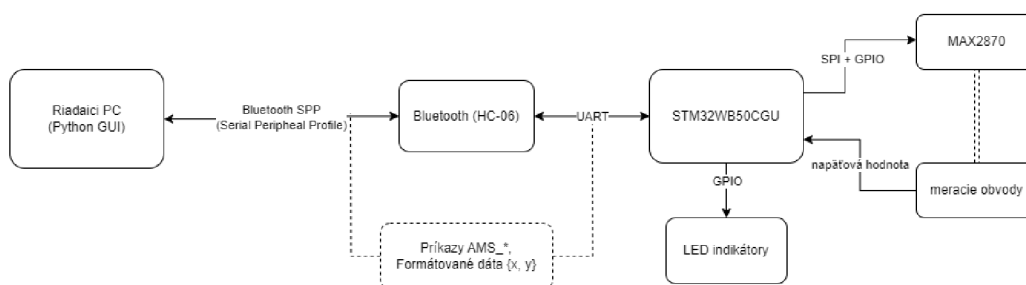 MAX2870
SPI + GPIO
Riadaici PC
(Python GUI)
Bluetooth SPP
(Serial Peripheral Profile)
Bluetooth (HC-06)
UART
STM32WB50CGU
napäťová hodnota
meracie obvody
GPIO
LED indikátory
Príkazy AMS_*,
Formátované dáta {x, y}